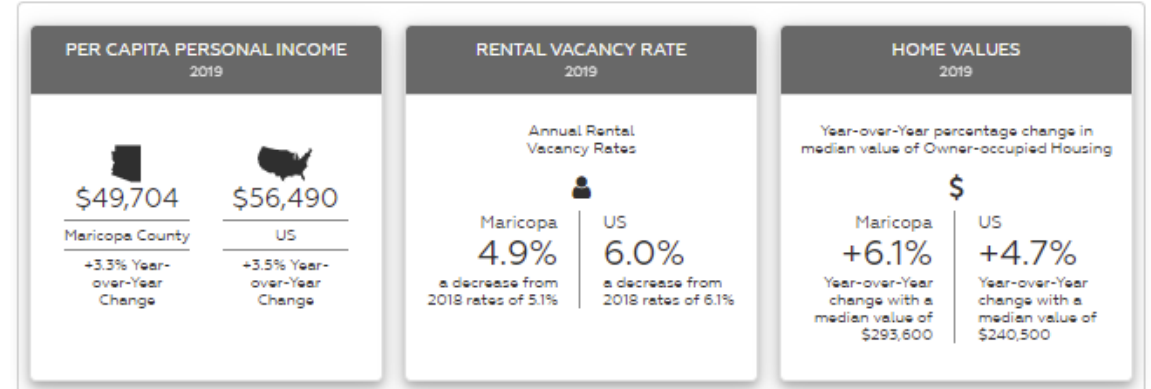 PER CAPITA PERSONAL INCOME
2019
$49,704
Maricopa County
+3.3% Year-
over-Year
Change
$56,490
US
+3.5% Year-
over-Year
Change
RENTAL VACANCY RATE
2019
Annual Rental
Vacancy Rates
Maricopa
4.9%
a decrease from
2018 rates of 5.1%
US
6.0%
a decrease from
2018 rates of 6.1%
HOME VALUES
2019
Year-over-Year percentage change in
median value of Owner-occupied Housing
$
Maricopa
+6.1%
Year-over-Year
change with a
median value of
$293,600
US
+4.7%
Year-over-Year
change with a
median value of
$240,500